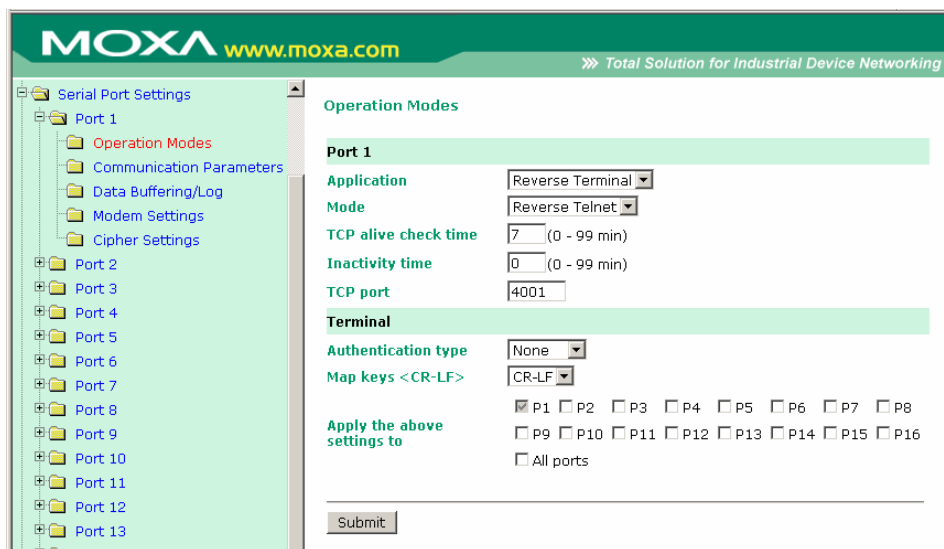 MOXA www.moxa.com
Total Solution for Industrial Device Networking
Serial Port Settings
Port 1
Operation Modes
Communication Parameters
Data Buffering/Log
Modem Settings
Cipher Settings
Port 2
Port 3
Port 4
Port 5
Port 6
Port 7
Port 8
Port 9
Port 10
Port 11
Port 12
Port 13
Operation Modes
Port 1
Application Reverse Terminal
Mode Reverse Telnet
TCP alive check time 7 (0 - 99 min)
Inactivity time 0 (0 - 99 min)
TCP port 4001
Terminal
Authentication type None
Map keys <CR-LF> CR-LF
Apply the above
settings to
P1 P2 P3 P4 P5 P6 P7 P8
P9 P10 P11 P12 P13 P14 P15 P16
All ports
Submit